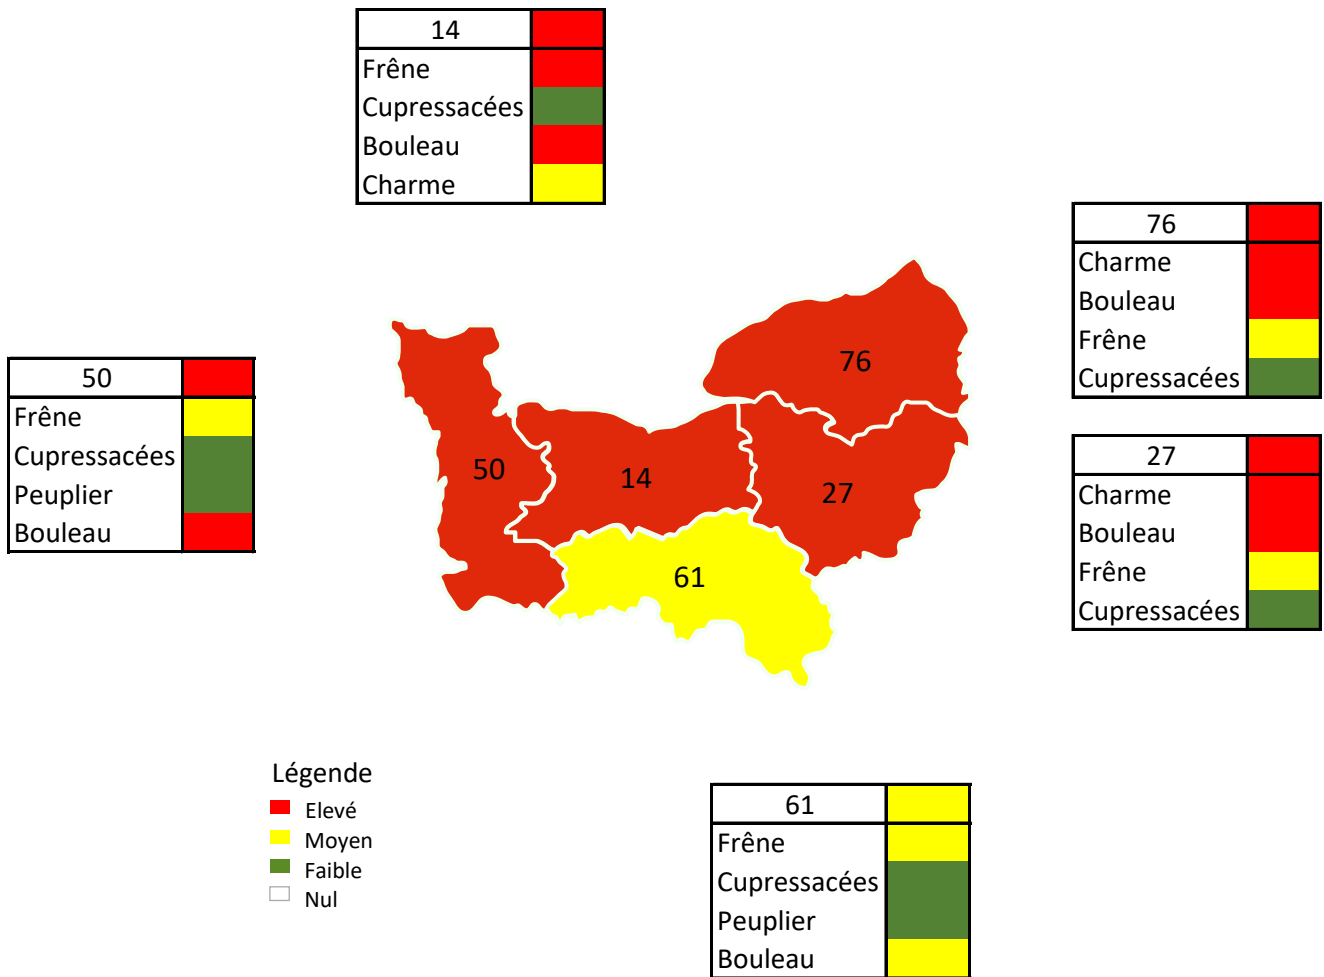 14
Frêne
Cupressacées
Bouleau
Charme
76
Charme
Bouleau
Frêne
Cupressacées
50
Frêne
Cupressacées
Peuplier
Bouleau
27
Charme
Bouleau
Frêne
Cupressacées
76
50
14
27
61
Légende
Elevé
Moyen
Faible
Nul
61
Frêne
Cupressacées
Peuplier
Bouleau